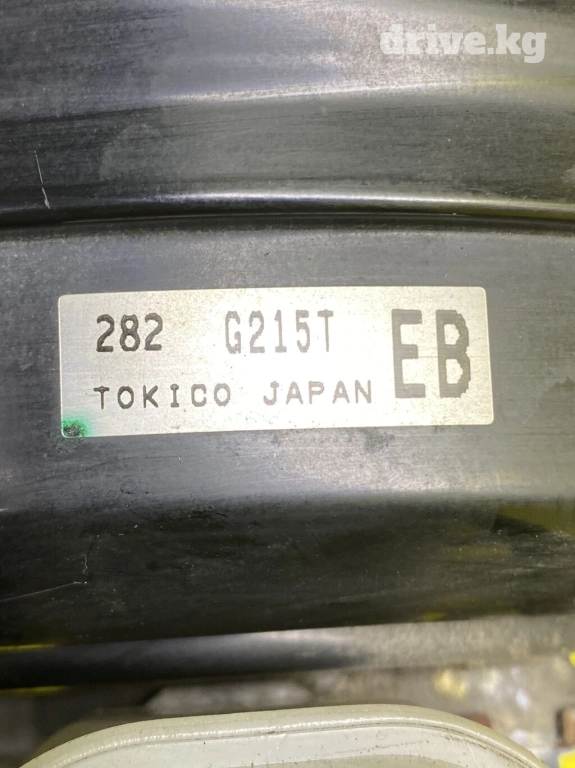 drive.kg
282 G215T EB
TOKICO JAPAN